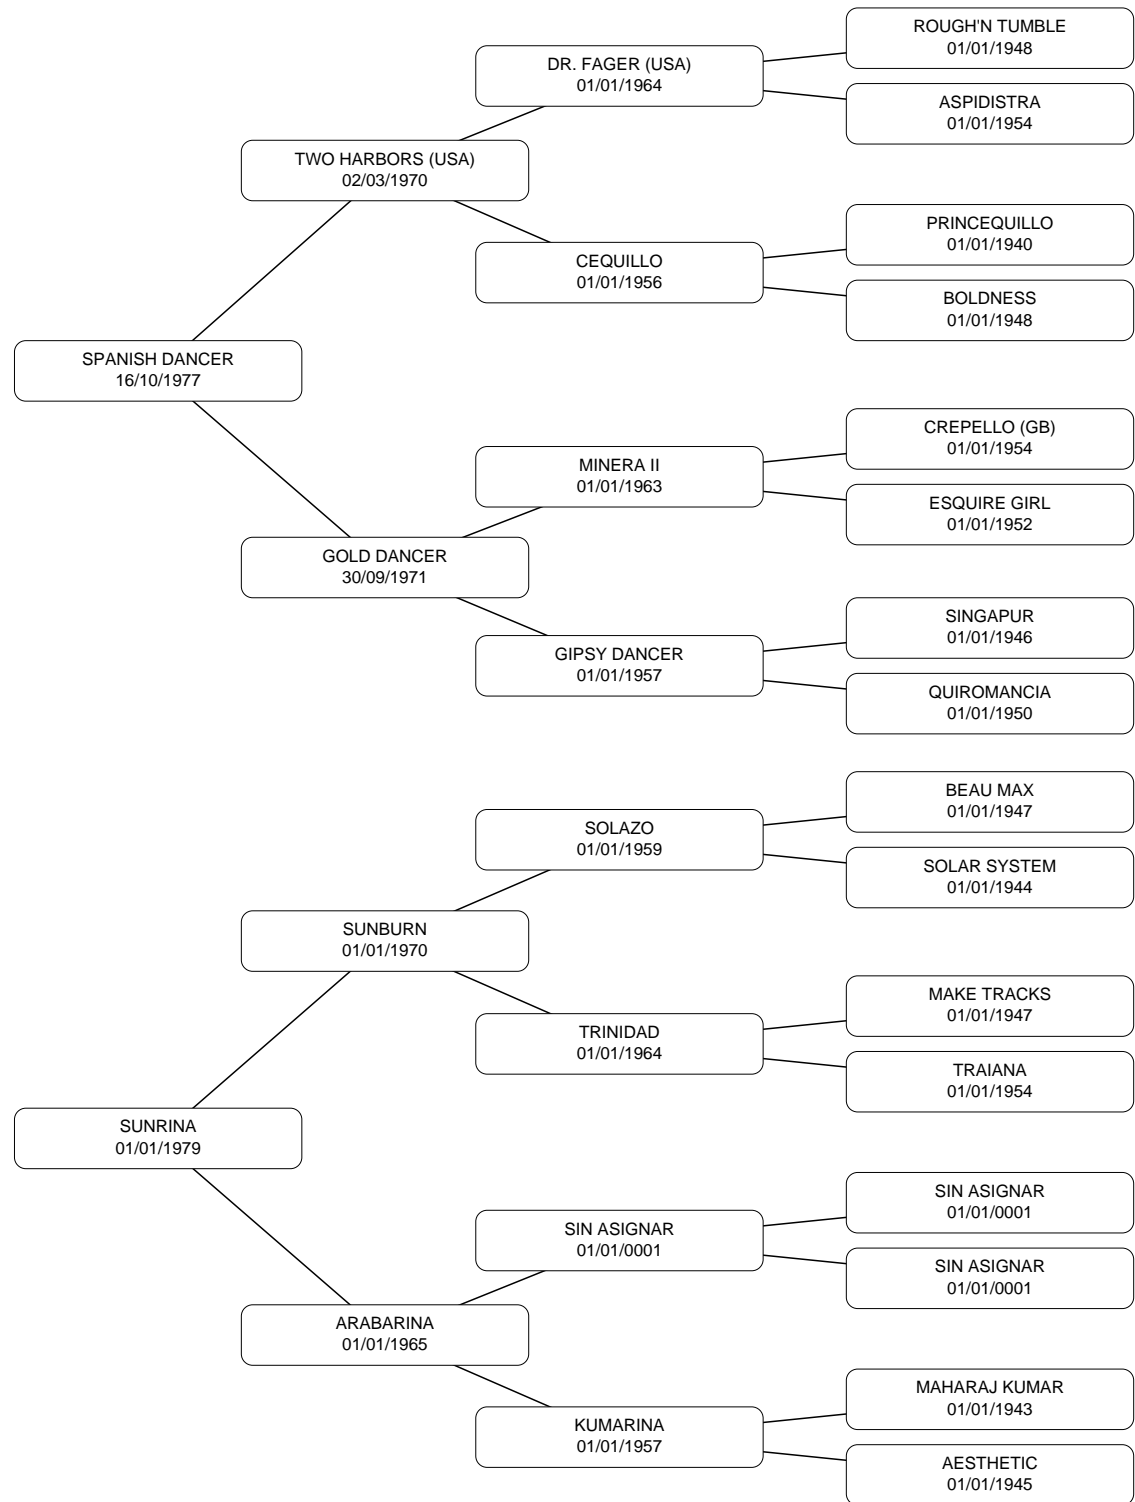 ROUGH'N TUMBLE
01/01/1948
DR. FAGER (USA)
01/01/1964
ASPIDISTRA
01/01/1954
TWO HARBORS (USA)
02/03/1970
PRINCEQUILLO
01/01/1940
CEQUILLO
01/01/1956
BOLDNESS
01/01/1948
SPANISH DANCER
16/10/1977
CREPELLO (GB)
01/01/1954
MINERA II
01/01/1963
ESQUIRE GIRL
01/01/1952
GOLD DANCER
30/09/1971
SINGAPUR
01/01/1946
GIPSY DANCER
01/01/1957
QUIROMANCIA
01/01/1950
BEAU MAX
01/01/1947
SOLAZO
01/01/1959
SOLAR SYSTEM
01/01/1944
SUNBURN
01/01/1970
MAKE TRACKS
01/01/1947
TRINIDAD
01/01/1964
TRAIANA
01/01/1954
SUNRINA
01/01/1979
SIN ASIGNAR
01/01/0001
SIN ASIGNAR
01/01/0001
SIN ASIGNAR
01/01/0001
ARABARINA
01/01/1965
MAHARAJ KUMAR
01/01/1943
KUMARINA
01/01/1957
AESTHETIC
01/01/1945